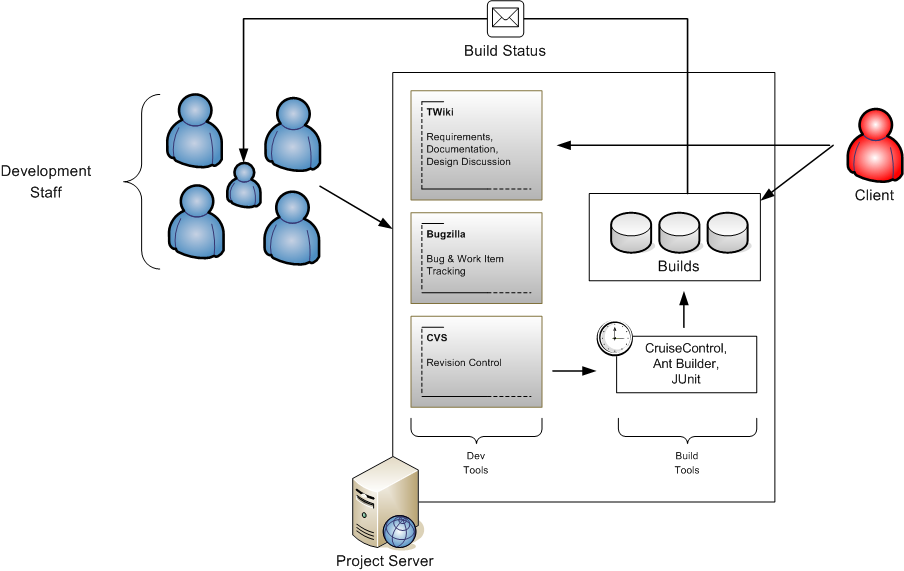 Build Status
Development
Staff
TWiki
Requirements,
Documentation,
Design Discussion
Bugzilla
Bug & Work Item
Tracking
CVS
Revision Control
Dev
Tools
Builds
CruiseControl,
Ant Builder,
JUnit
Build
Tools
Client
Project Server